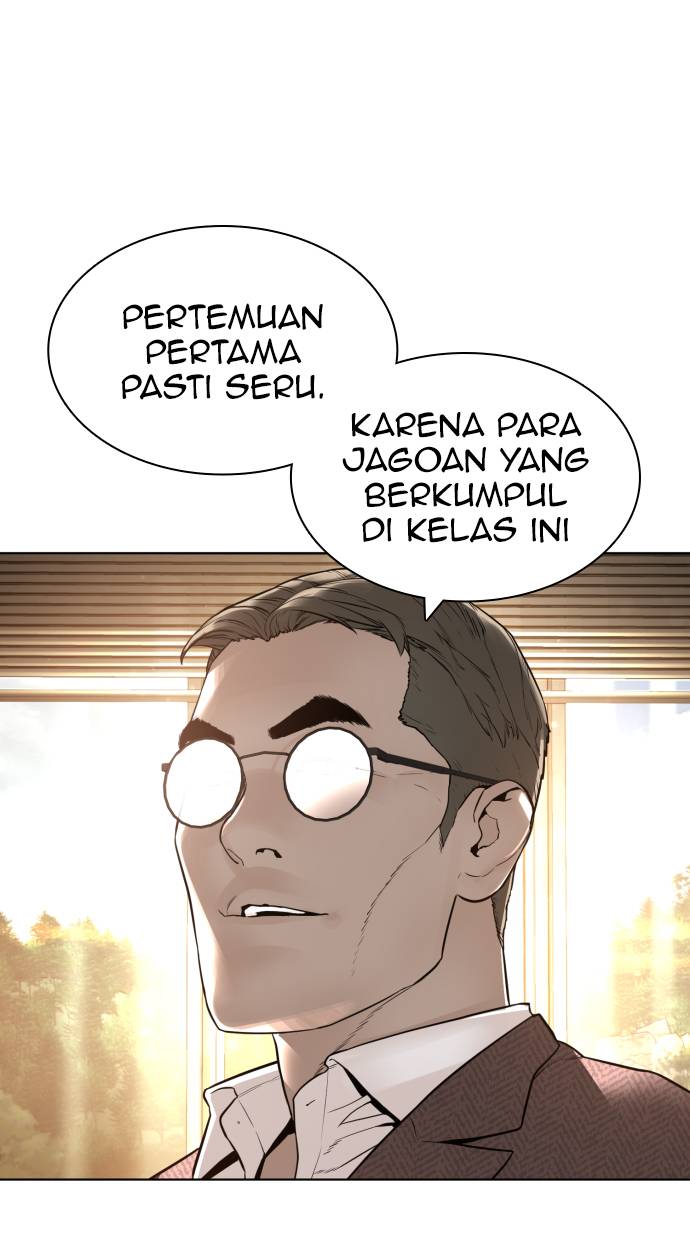 PERTEMUAN
PERTAMA
PASTI SERU.
KARENA PARA
JAGOAN YANG
BERKUMPUL
DI KELAS INI